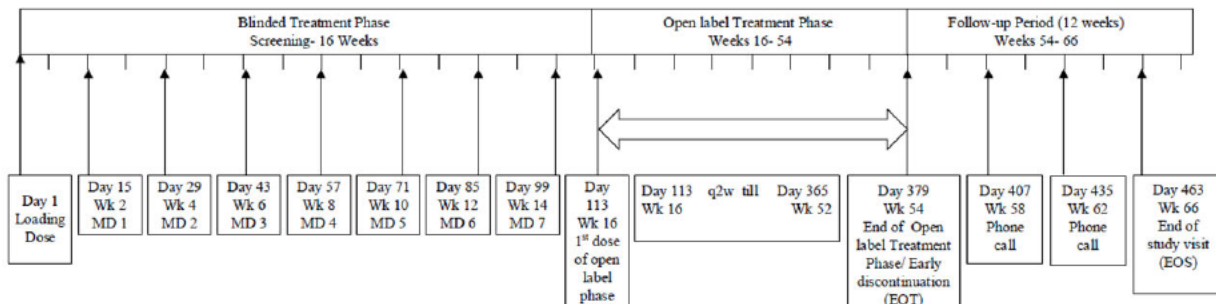 Blinded Treatment Phase
Screening- 16 Weeks
Open label Treatment Phase
Weeks 16- 54
Follow-up Period (12 weeks)
Weeks 54- 66
Day 1
Loading
Dose
Day 15
Wk 2
MD 1
Day 29
Wk 4
MD 2
Day 43
Wk 6
MD 3
Day 57
Wk 8
MD 4
Day 71
Wk 10
MD 5
Day 85
Wk 12
MD 6
Day 99
Wk 14
MD 7
Day
113
Wk 16
1st dose
of open
label
phase
Day 113 q2w till Day 365
Wk 16 Wk 52
Day 379
Wk 54
End of Open
label Treatment
Phase/ Early
discontinuation
(EOT)
Day 407
Wk 58
Phone
call
Day 435
Wk 62
Phone
call
Day 463
Wk 66
End of
study visit
(EOS)